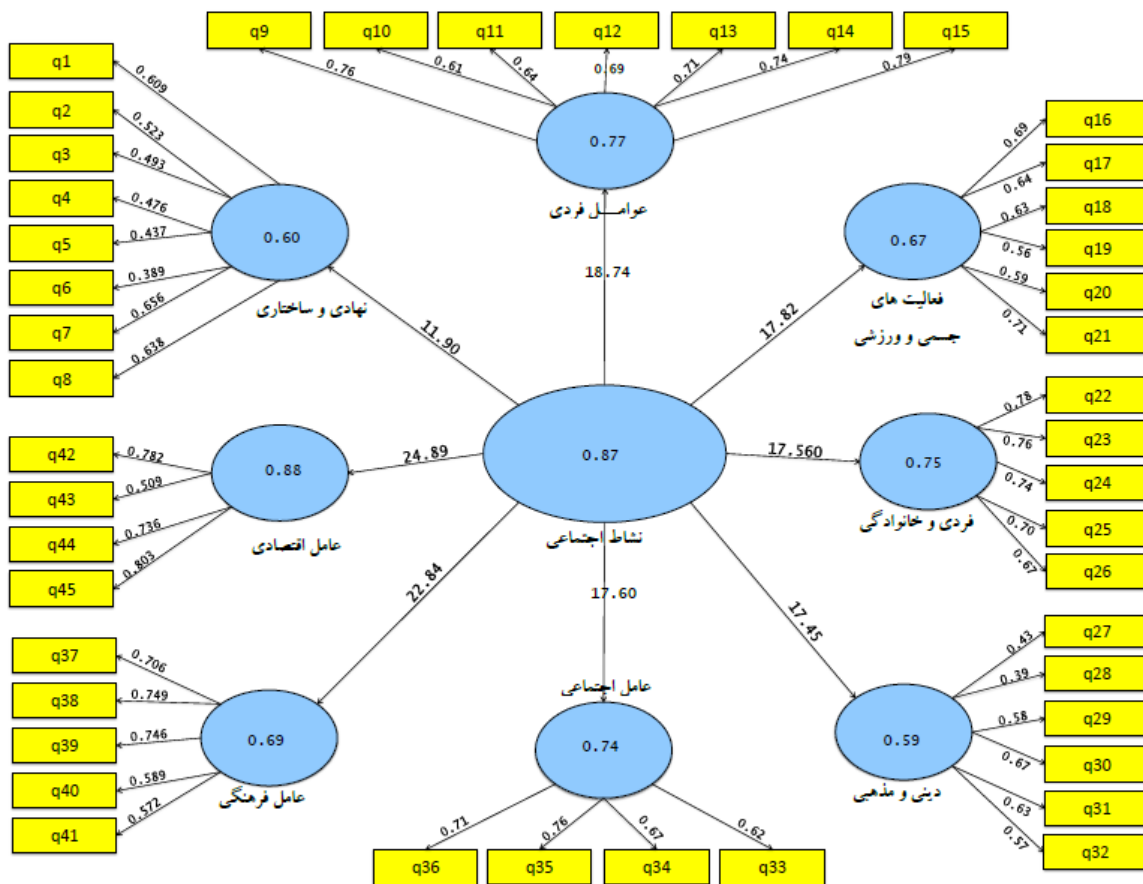 q9
q10
q11
q12
q13
q14
q15
0.76
0.61
0.64
0.69
0.71
0.74
0.79
0.77
عوامل فردی
18.74
q1
q2
q3
q4
q5
q6
q7
q8
0.609
0.523
0.493
0.476
0.437
0.389
0.656
0.638
0.60
نهادی و ساختاری
11.90
q16
q17
q18
q19
q20
q21
0.69
0.64
0.63
0.56
0.59
0.71
0.67
فعالیت های
جسمی و ورزشی
17.82
0.87
نشاط اجتماعی
q42
q43
q44
q45
0.782
0.509
0.736
0.803
0.88
عامل اقتصادی
24.89
q22
q23
q24
q25
q26
0.78
0.76
0.74
0.70
0.67
0.75
فردی و خانوادگی
17.560
q37
q38
q39
q40
q41
0.706
0.749
0.746
0.589
0.572
0.69
عامل فرهنگی
22.84
17.60
عامل اجتماعی
0.74
0.71
0.76
0.67
0.62
q36
q35
q34
q33
17.45
0.59
دینی و مذهبی
0.43
0.39
0.58
0.67
0.63
0.57
q27
q28
q29
q30
q31
q32